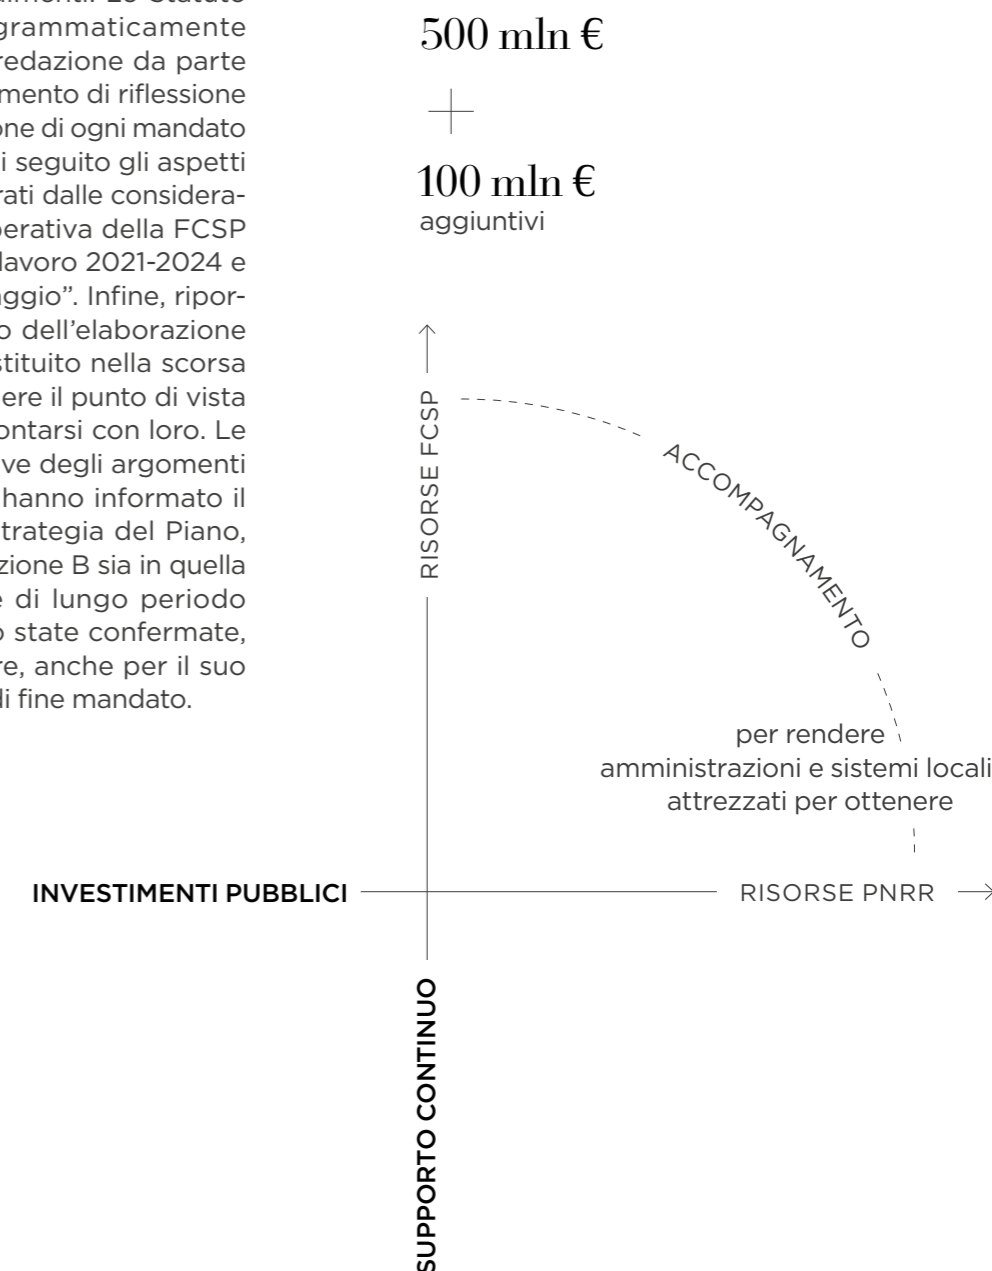 grammaticamente
redazione da parte
mento di riflessione
one di ogni mandato
i seguito gli aspetti
rati dalle considera-
perativa della FCSP
lavoro 2021-2024 e
ggio”. Infine, ripor-
o dell’elaborazione
stituito nella scorsa
ere il punto di vista
ontarsi con loro. Le
ve degli argomenti
hanno informato il
trategia del Piano,
zione B sia in quella
e di lungo periodo
o state confermate,
re, anche per il suo
di fine mandato.
500 mln €
+
100 mln €
aggiuntivi
RISORSE FCSP
ACCOMPAGNAMENTO
per rendere
amministrazioni e sistemi locali
attrezzati per ottenere
INVESTIMENTI PUBBLICI
RISORSE PNRR
SUPPORTO CONTINUO